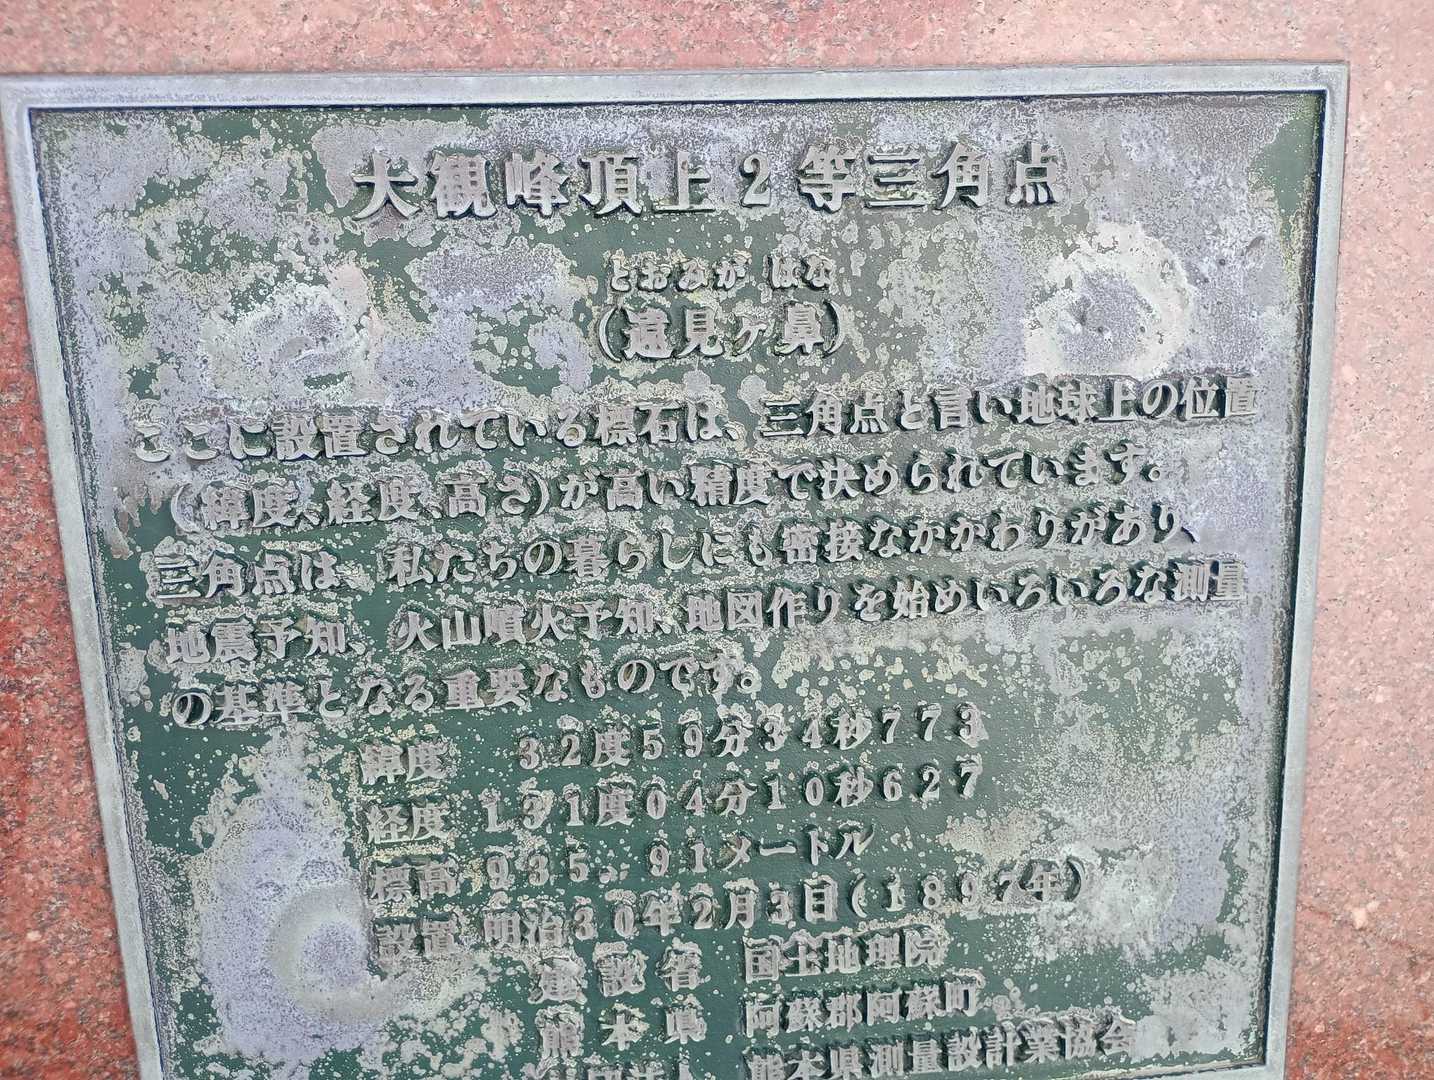 大観峰頂上2等三角点
とおみが はな
(遠見ヶ鼻)
ここに設置されている標石は、三角点と言い地球上の位置
(緯度、経度、高さ)が高い精度で決められています。
三角点は、私たちの暮らしにも密接なかかわりがあり、
地震予知、火山噴火予知、地図作りを始めいろいろな測量
の基準となる重要なものです。
緯度 32度59分34秒773
経度 131度04分10秒627
標高 935.91メートル
設置 明治30年2月3日(1897年)
建設省 国土地理院
熊本県 阿蘇郡阿蘇町
熊本県測量設計業協会